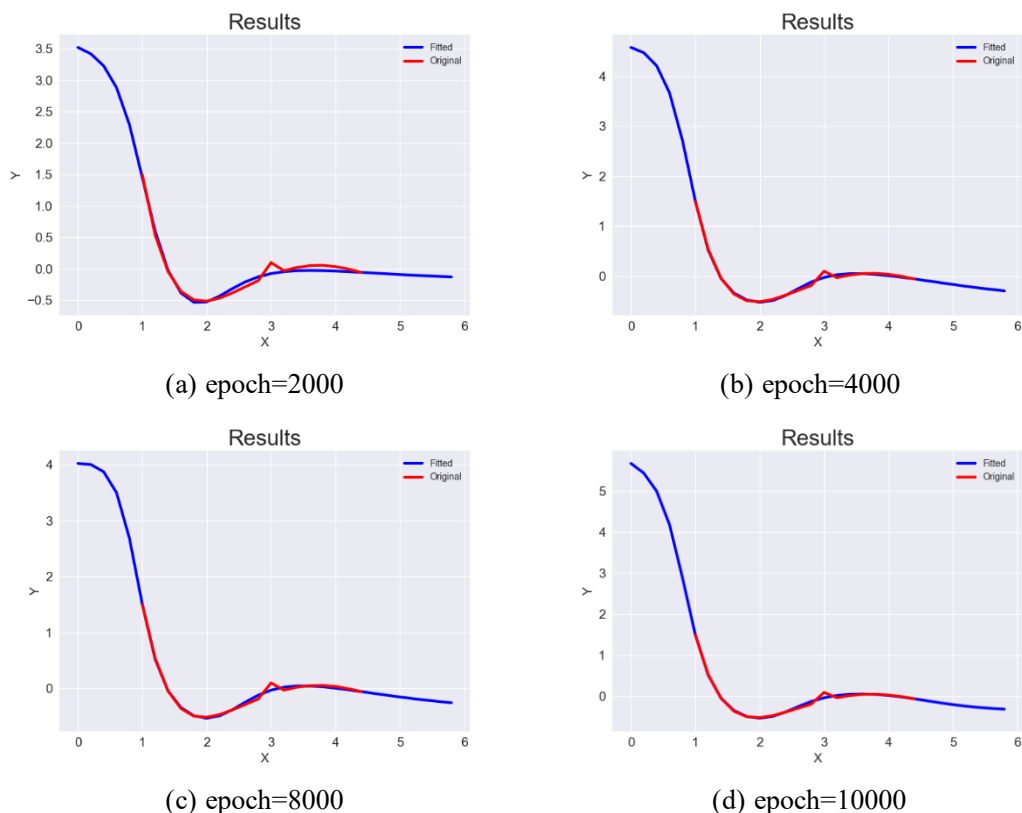 Results
Fitted
Original
3.5
3.0
2.5
2.0
1.5
1.0
0.5
0.0
−0.5
Y
0 1 2 3 4 5 6
X
(a) epoch=2000
Results
Fitted
Original
4
3
2
1
0
Y
0 1 2 3 4 5 6
X
(b) epoch=4000
Results
Fitted
Original
4
3
2
1
0
Y
0 1 2 3 4 5 6
X
(c) epoch=8000
Results
Fitted
Original
5
4
3
2
1
0
Y
0 1 2 3 4 5 6
X
(d) epoch=10000